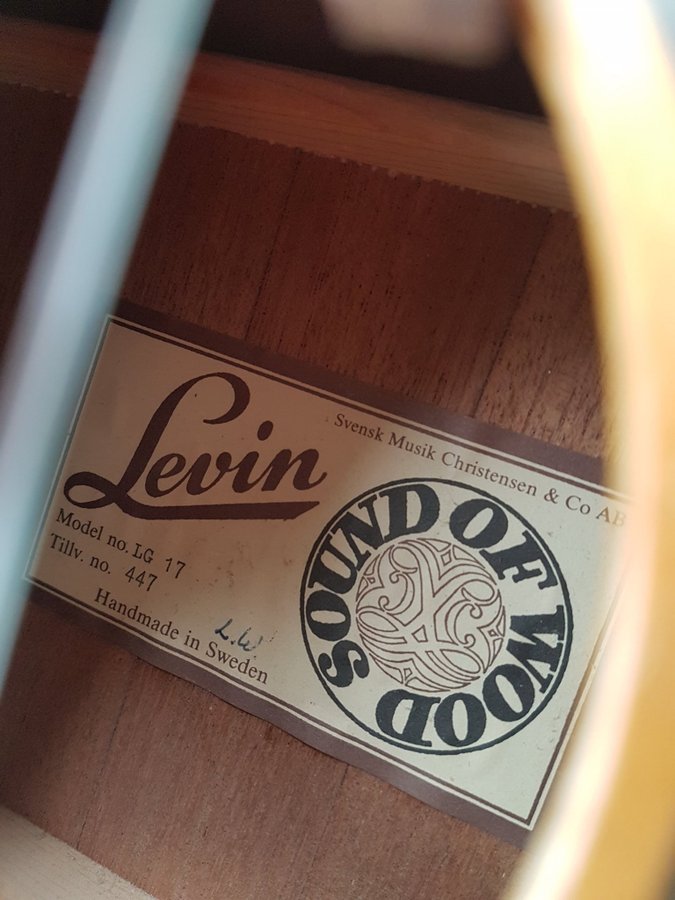 Levin
Svensk Musik Christensen & Co AB
Model no. LG 17
Tillv. no. 447
L.W
Handmade in Sweden
SOUND OF WOOD